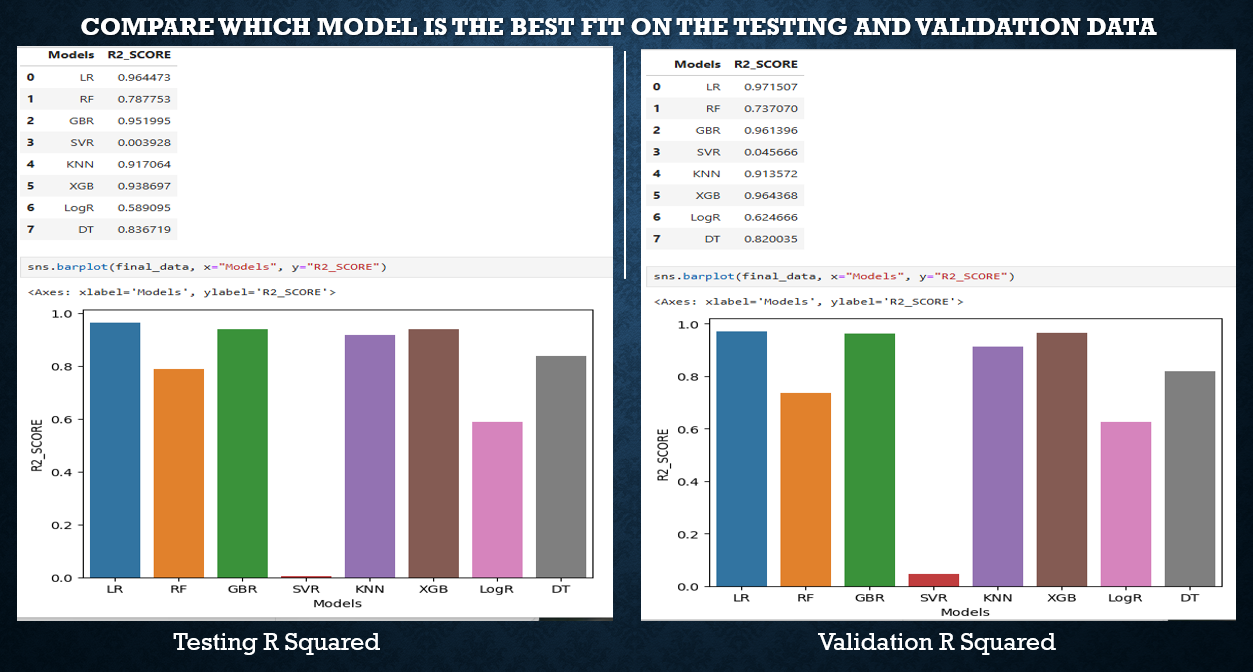 COMPARE WHICH MODEL IS THE BEST FIT ON THE TESTING AND VALIDATION DATA
Models R2_SCORE
0 LR 0.964473
1 RF 0.787753
2 GBR 0.951995
3 SVR 0.003928
4 KNN 0.917064
5 XGB 0.938697
6 LogR 0.589095
7 DT 0.836719
sns.barplot(final_data, x="Models", y="R2_SCORE")
<Axes: xlabel='Models', ylabel='R2_SCORE'>
1.0
0.8
0.6
0.4
0.2
0.0
R2_SCORE
LR RF GBR SVR KNN XGB LogR DT
Models
Testing R Squared
Models R2_SCORE
0 LR 0.971507
1 RF 0.737070
2 GBR 0.961396
3 SVR 0.045666
4 KNN 0.913572
5 XGB 0.964368
6 LogR 0.624666
7 DT 0.820035
sns.barplot(final_data, x="Models", y="R2_SCORE")
<Axes: xlabel='Models', ylabel='R2_SCORE'>
1.0
0.8
0.6
0.4
0.2
0.0
R2_SCORE
LR RF GBR SVR KNN XGB LogR DT
Models
Validation R Squared